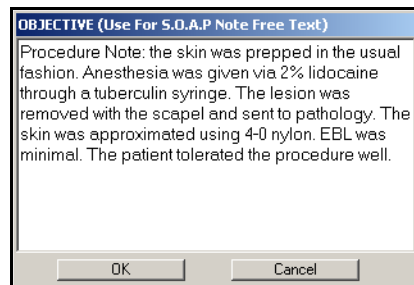 OBJECTIVE (Use For S.O.A.P Note Free Text)
Procedure Note: the skin was prepped in the usual
fashion. Anesthesia was given via 2% lidocaine
through a tuberculin syringe. The lesion was
removed with the scapel and sent to pathology. The
skin was approximated using 4-0 nylon. EBL was
minimal. The patient tolerated the procedure well.
OK
Cancel